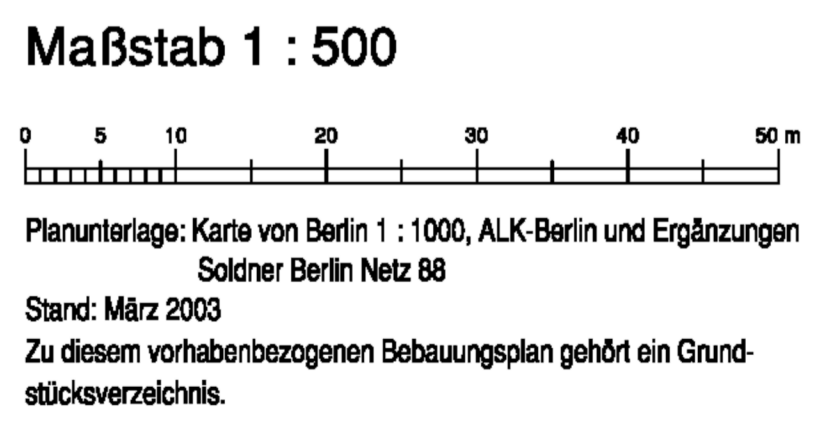 Maßstab 1 : 500
0 5 10 20 30 40 50 m
Planunterlage: Karte von Berlin 1 : 1000, ALK-Berlin und Ergänzungen
Soldner Berlin Netz 88
Stand: März 2003
Zu diesem vorhabenbezogenen Bebauungsplan gehört ein Grund-
stücksverzeichnis.